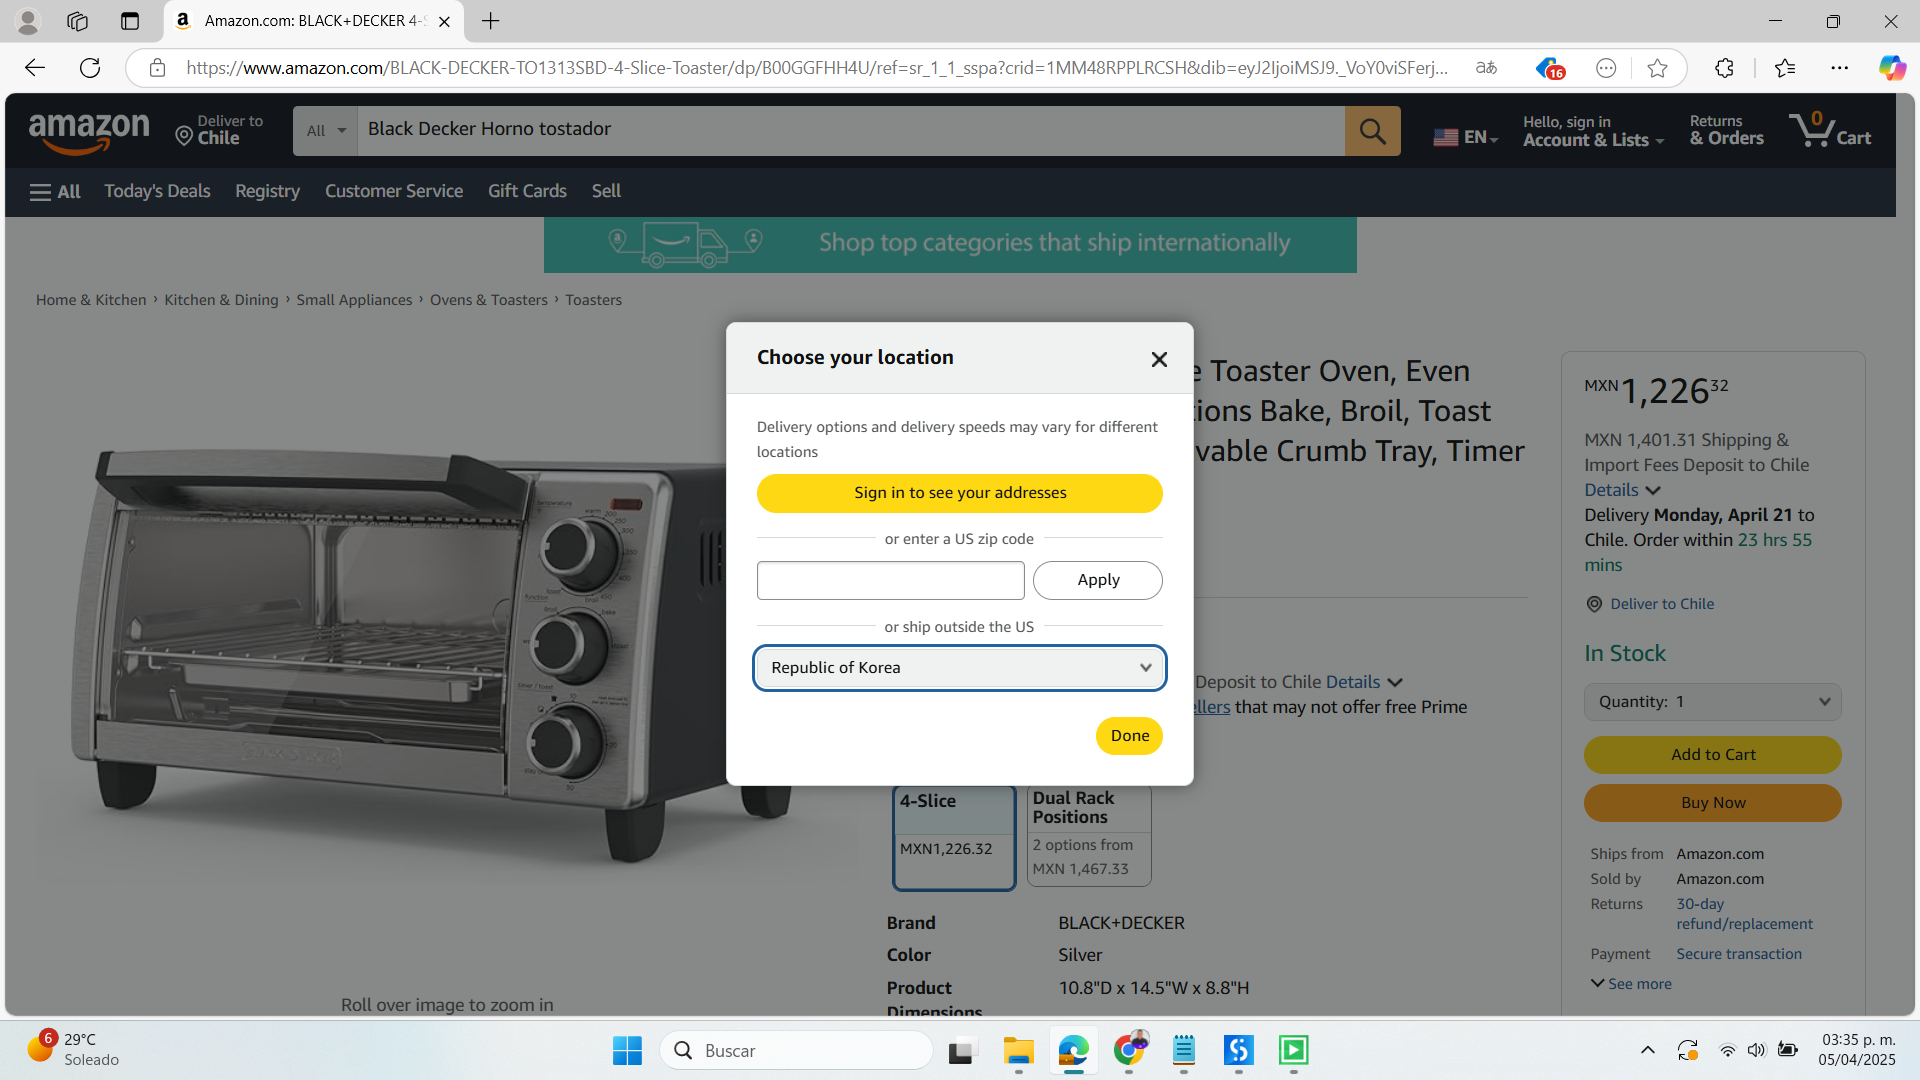 Amazon.com: BLACK+DECKER 4-S
https://www.amazon.com/BLACK-DECKER-TO1313SBD-4-Slice-Toaster/dp/B00GGFHH4U/ref=sr_1_1_sspa?crid=1MM48RPPLRCSH&dib=eyJ2IjoiMSJ9._VoY0viSFerj...
aあ
16
amazon
Deliver to
Chile
All
Black Decker Horno tostador
EN
Hello, sign in
Account & Lists
Returns
& Orders
0
Cart
All
Today's Deals
Registry
Customer Service
Gift Cards
Sell
Shop top categories that ship internationally
Home & Kitchen › Kitchen & Dining › Small Appliances › Ovens & Toasters › Toasters
Choose your location
Delivery options and delivery speeds may vary for different
locations
Sign in to see your addresses
or enter a US zip code
Apply
or ship outside the US
Republic of Korea
Done
e Toaster Oven, Even
ions Bake, Broil, Toast
vable Crumb Tray, Timer
Deposit to Chile Details
ellers that may not offer free Prime
4-Slice
MXN1,226.32
Dual Rack
Positions
2 options from
MXN 1,467.33
Brand BLACK+DECKER
Color Silver
Product 10.8"D x 14.5"W x 8.8"H
Dimensions
Roll over image to zoom in
MXN1,226.32
MXN 1,401.31 Shipping &
Import Fees Deposit to Chile
Details
Delivery Monday, April 21 to
Chile. Order within 23 hrs 55
mins
Deliver to Chile
In Stock
Quantity: 1
Add to Cart
Buy Now
Ships from Amazon.com
Sold by Amazon.com
Returns 30-day
refund/replacement
Payment Secure transaction
See more
6
29°C
Soleado
Buscar
03:35 p. m.
05/04/2025